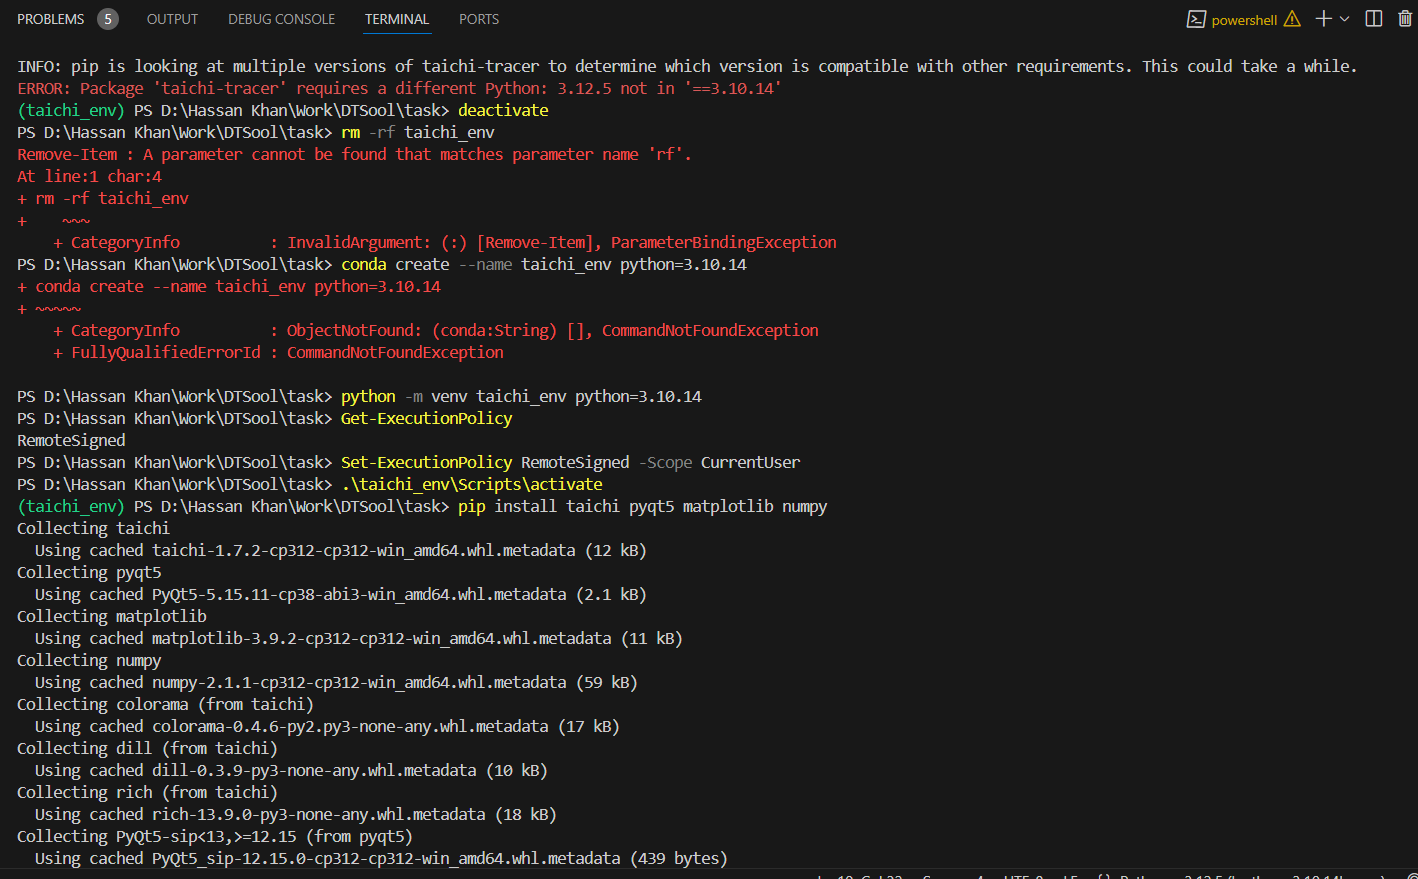 PROBLEMS 5 OUTPUT DEBUG CONSOLE TERMINAL PORTS powershell
INFO: pip is looking at multiple versions of taichi-tracer to determine which version is compatible with other requirements. This could take a while.
ERROR: Package 'taichi-tracer' requires a different Python: 3.12.5 not in '==3.10.14'
(taichi_env) PS D:\Hassan Khan\Work\DTSool\task> deactivate
PS D:\Hassan Khan\Work\DTSool\task> rm -rf taichi_env
Remove-Item : A parameter cannot be found that matches parameter name 'rf'.
At line:1 char:4
+ rm -rf taichi_env
+    ~~~
    + CategoryInfo          : InvalidArgument: (:) [Remove-Item], ParameterBindingException
PS D:\Hassan Khan\Work\DTSool\task> conda create --name taichi_env python=3.10.14
+ conda create --name taichi_env python=3.10.14
+ ~~~~~
    + CategoryInfo          : ObjectNotFound: (conda:String) [], CommandNotFoundException
    + FullyQualifiedErrorId : CommandNotFoundException
PS D:\Hassan Khan\Work\DTSool\task> python -m venv taichi_env python=3.10.14
PS D:\Hassan Khan\Work\DTSool\task> Get-ExecutionPolicy
RemoteSigned
PS D:\Hassan Khan\Work\DTSool\task> Set-ExecutionPolicy RemoteSigned -Scope CurrentUser
PS D:\Hassan Khan\Work\DTSool\task> .\taichi_env\Scripts\activate
(taichi_env) PS D:\Hassan Khan\Work\DTSool\task> pip install taichi pyqt5 matplotlib numpy
Collecting taichi
  Using cached taichi-1.7.2-cp312-cp312-win_amd64.whl.metadata (12 kB)
Collecting pyqt5
  Using cached PyQt5-5.15.11-cp38-abi3-win_amd64.whl.metadata (2.1 kB)
Collecting matplotlib
  Using cached matplotlib-3.9.2-cp312-cp312-win_amd64.whl.metadata (11 kB)
Collecting numpy
  Using cached numpy-2.1.1-cp312-cp312-win_amd64.whl.metadata (59 kB)
Collecting colorama (from taichi)
  Using cached colorama-0.4.6-py2.py3-none-any.whl.metadata (17 kB)
Collecting dill (from taichi)
  Using cached dill-0.3.9-py3-none-any.whl.metadata (10 kB)
Collecting rich (from taichi)
  Using cached rich-13.9.0-py3-none-any.whl.metadata (18 kB)
Collecting PyQt5-sip<13,>=12.15 (from pyqt5)
  Using cached PyQt5_sip-12.15.0-cp312-cp312-win_amd64.whl.metadata (439 bytes)